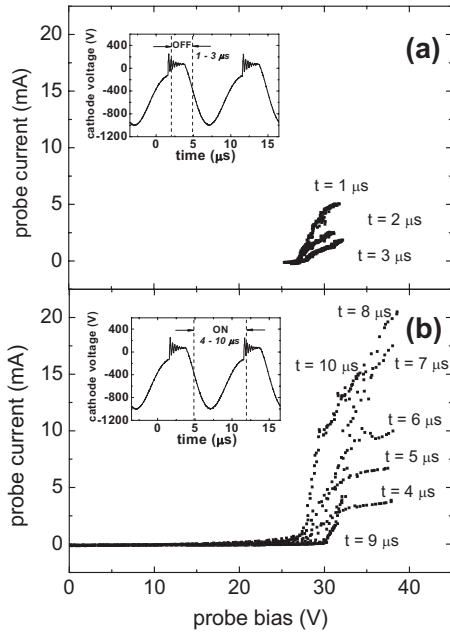 (a)
probe current (mA)
20
15
10
5
0
cathode voltage (V)
400
0
-400
-800
-1200
OFF
1 - 3 μs
0
5
10
15
time (μs)
t = 1 μs
t = 2 μs
t = 3 μs
(b)
probe current (mA)
20
15
10
5
0
cathode voltage (V)
400
0
-400
-800
-1200
ON
4 - 10 μs
0
5
10
15
time (μs)
t = 8 μs
t = 10 μs
t = 7 μs
t = 6 μs
t = 5 μs
t = 4 μs
t = 9 μs
0
10
20
30
40
probe bias (V)